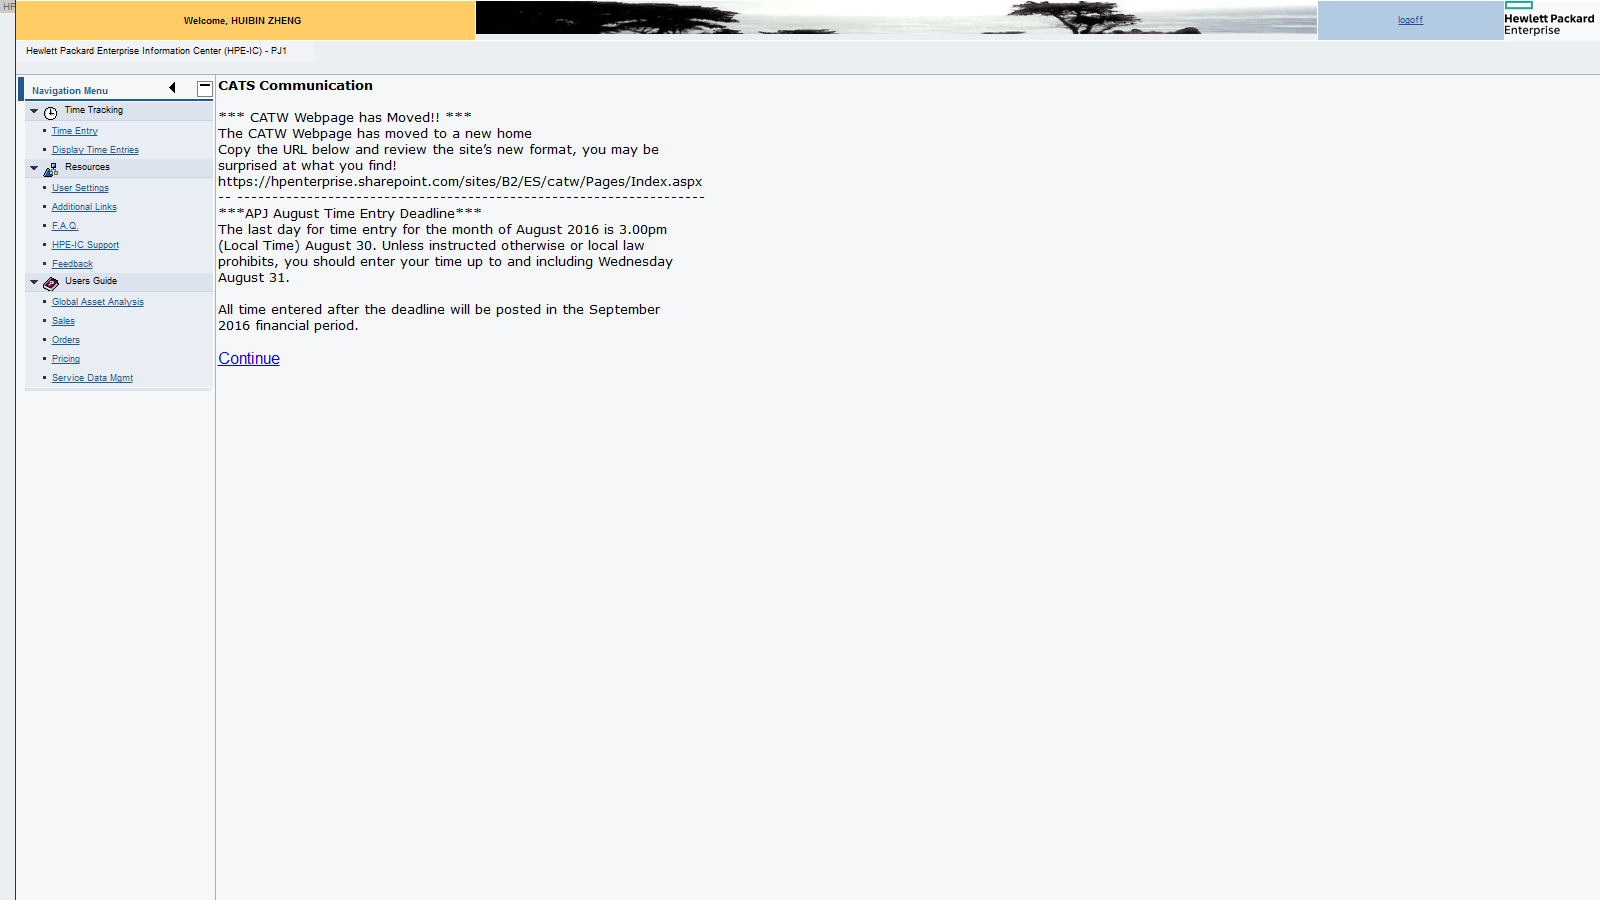 HP
Welcome, HUIBIN ZHENG
logoff
Hewlett Packard
Enterprise
Hewlett Packard Enterprise Information Center (HPE-IC) - PJ1
Navigation Menu
Time Tracking
Time Entry
Display Time Entries
Resources
User Settings
Additional Links
F.A.Q.
HPE-IC Support
Feedback
Users Guide
Global Asset Analysis
Sales
Orders
Pricing
Service Data Mgmt
CATS Communication
*** CATW Webpage has Moved!! ***
The CATW Webpage has moved to a new home
Copy the URL below and review the site’s new format, you may be
surprised at what you find!
https://hpenterprise.sharepoint.com/sites/B2/ES/catw/Pages/Index.aspx
-- -------------------------------------------------------------------
***APJ August Time Entry Deadline***
The last day for time entry for the month of August 2016 is 3.00pm
(Local Time) August 30. Unless instructed otherwise or local law
prohibits, you should enter your time up to and including Wednesday
August 31.
All time entered after the deadline will be posted in the September
2016 financial period.
Continue